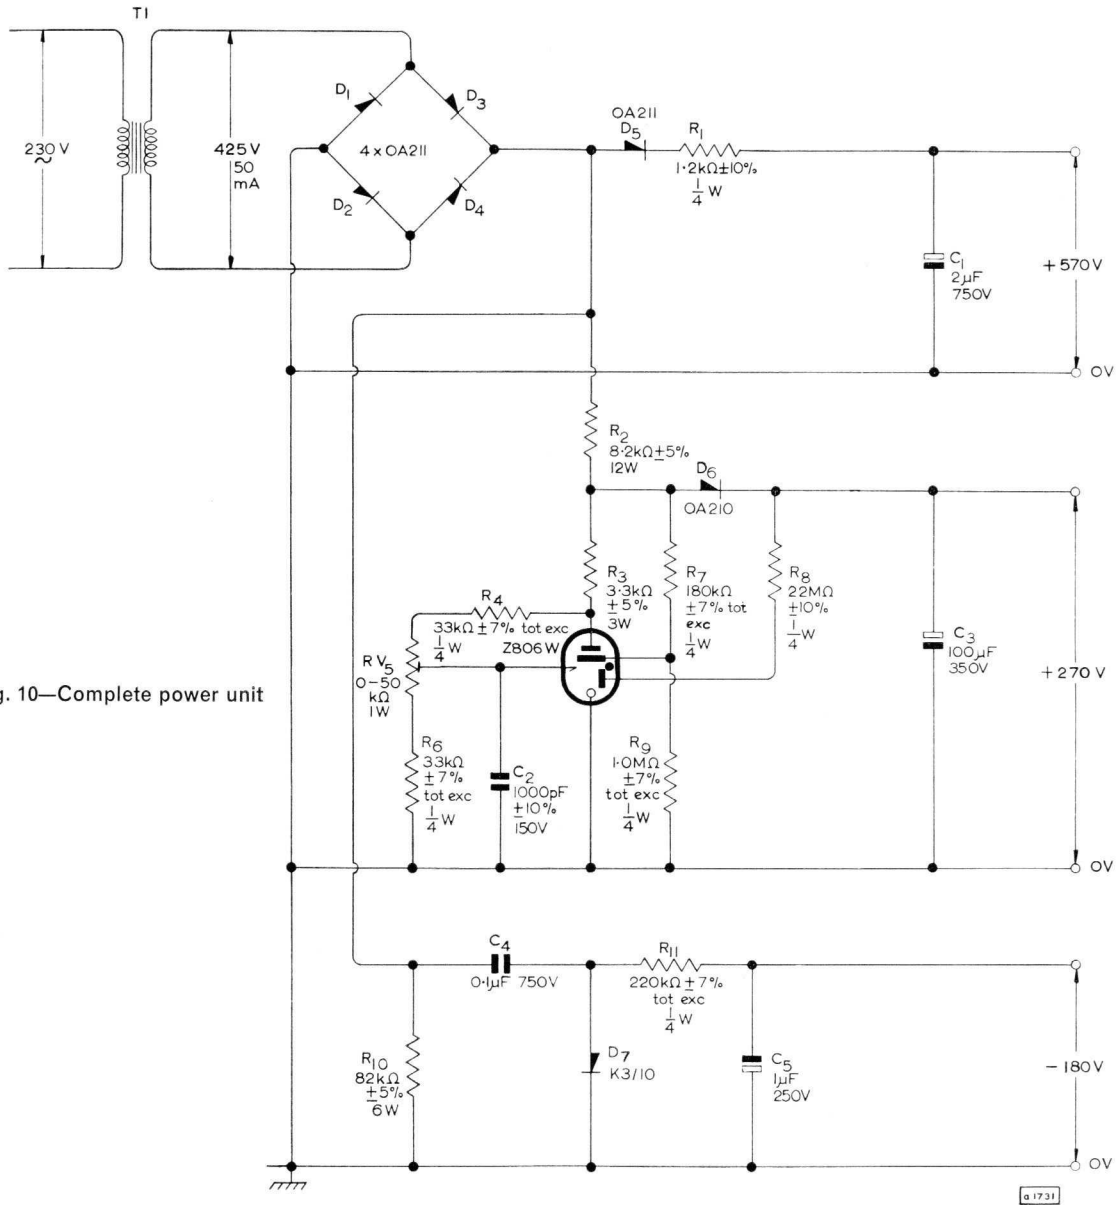 T1
230V
~
425V
50
mA
D1
D3
4 x OA211
D2
D4
OA211
D5
R1
1·2kΩ±10%
1/4 W
C1
2µF
750V
+570V
0V
R2
8·2kΩ±5%
12W
D6
OA210
R3
3·3kΩ
±5%
3W
R7
180kΩ
±7% tot
exc
1/4 W
R8
22MΩ
±10%
1/4 W
R4
33kΩ±7% tot exc
1/4 W
Z806W
RV5
0-50
kΩ
1W
C3
100µF
350V
+270V
g. 10—Complete power unit
R6
33kΩ
±7%
tot exc
1/4 W
C2
1000pF
±10%
150V
R9
1·0MΩ
±7%
tot exc
1/4 W
0V
C4
0·1µF 750V
R11
220kΩ±7%
tot exc
1/4 W
R10
82kΩ
±5%
6W
D7
K3/10
C5
1µF
250V
-180V
0V
a1731